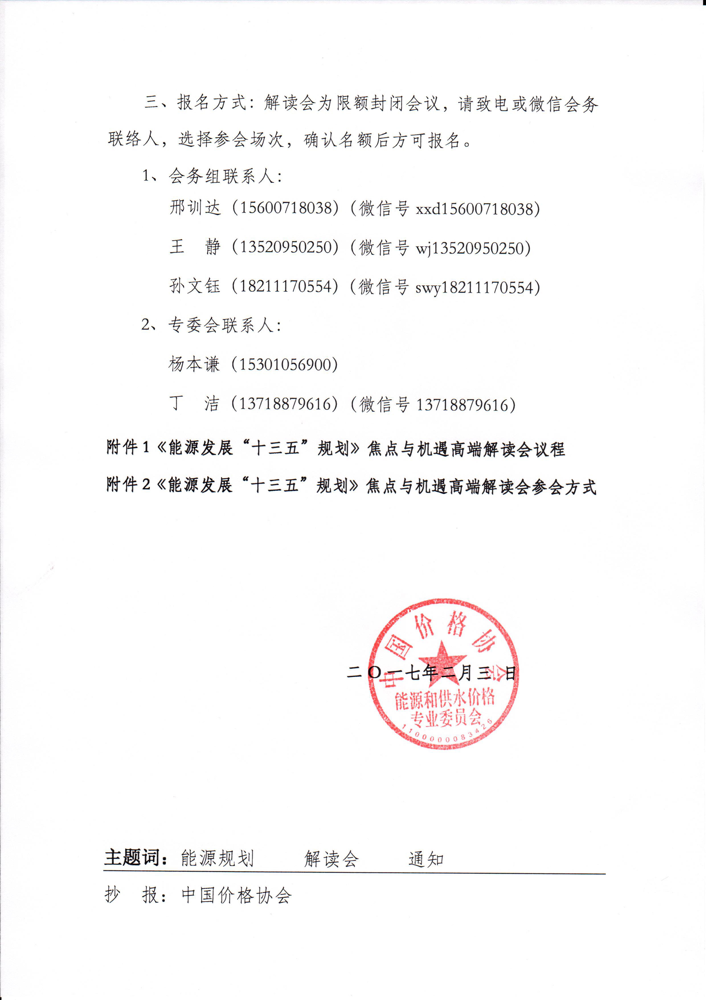 三、报名方式：解读会为限额封闭会议，请致电或微信会务
联络人，选择参会场次，确认名额后方可报名。
1、会务组联系人：
邢训达（15600718038）（微信号 xxd15600718038）
王　静（13520950250）（微信号 wj13520950250）
孙文钰（18211170554）（微信号 swy18211170554）
2、专委会联系人：
杨本谦（15301056900）
丁　洁（13718879616）（微信号 13718879616）
附件 1《能源发展“十三五”规划》焦点与机遇高端解读会议程
附件 2《能源发展“十三五”规划》焦点与机遇高端解读会参会方式
中国价格协会
二〇一七年二月三日
能源和供水价格
专业委员会
1100000083426
主题词：能源规划　　解读会　　通知
抄　报：中国价格协会